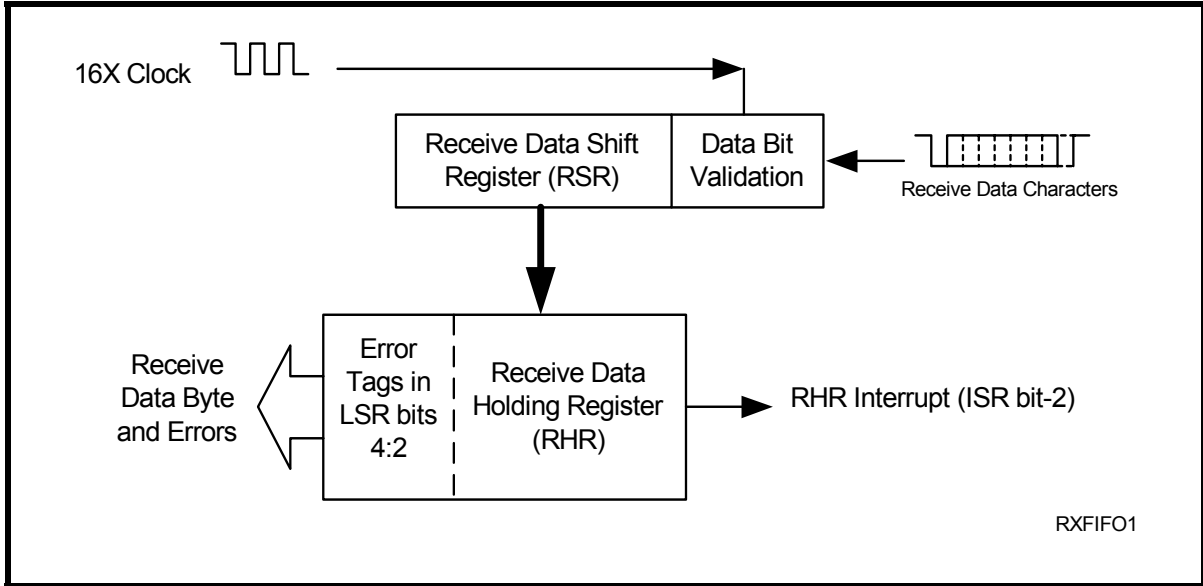 16X Clock
Receive Data Shift
Register (RSR)
Data Bit
Validation
Receive Data Characters
Receive
Data Byte
and Errors
Error
Tags in
LSR bits
4:2
Receive Data
Holding Register
(RHR)
RHR Interrupt (ISR bit-2)
RXFIFO1